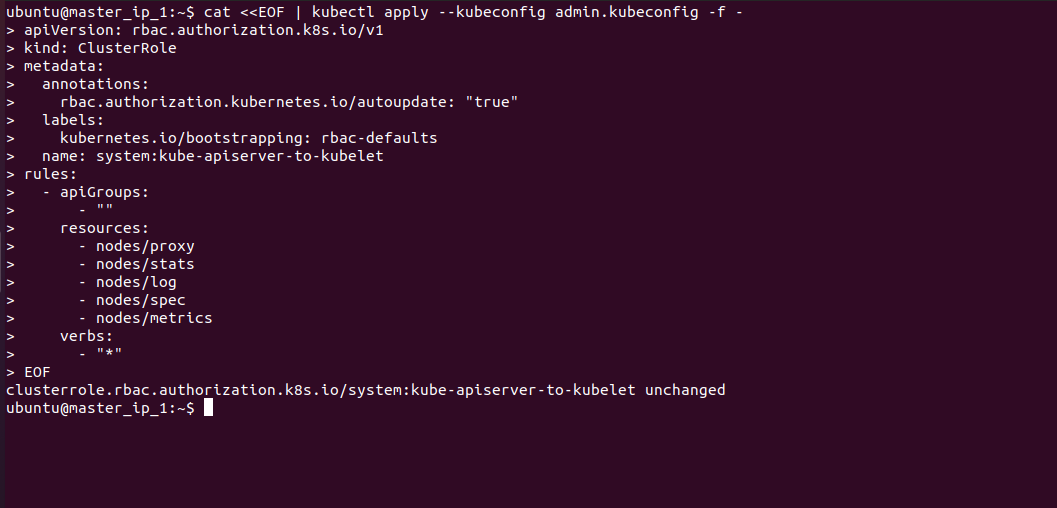 ubuntu@master_ip_1:~$ cat <<EOF | kubectl apply --kubeconfig admin.kubeconfig -f -
> apiVersion: rbac.authorization.k8s.io/v1
> kind: ClusterRole
> metadata:
>   annotations:
>     rbac.authorization.kubernetes.io/autoupdate: "true"
>   labels:
>     kubernetes.io/bootstrapping: rbac-defaults
>   name: system:kube-apiserver-to-kubelet
> rules:
>   - apiGroups:
>       - ""
>     resources:
>       - nodes/proxy
>       - nodes/stats
>       - nodes/log
>       - nodes/spec
>       - nodes/metrics
>     verbs:
>       - "*"
> EOF
clusterrole.rbac.authorization.k8s.io/system:kube-apiserver-to-kubelet unchanged
ubuntu@master_ip_1:~$